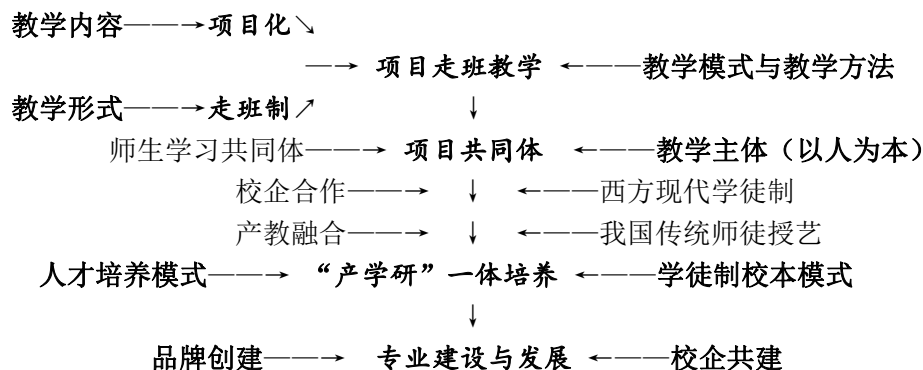 教学内容——→项目化↘
—→ 项目走班教学 ←——教学模式与教学方法
教学形式——→走班制↗ ↓
师生学习共同体——→ 项目共同体 ←——教学主体（以人为本）
校企合作——→ ↓ ←——西方现代学徒制
产教融合——→ ↓ ←——我国传统师徒授艺
人才培养模式——→ “产学研”一体培养 ←——学徒制校本模式
↓
品牌创建——→ 专业建设与发展 ←——校企共建